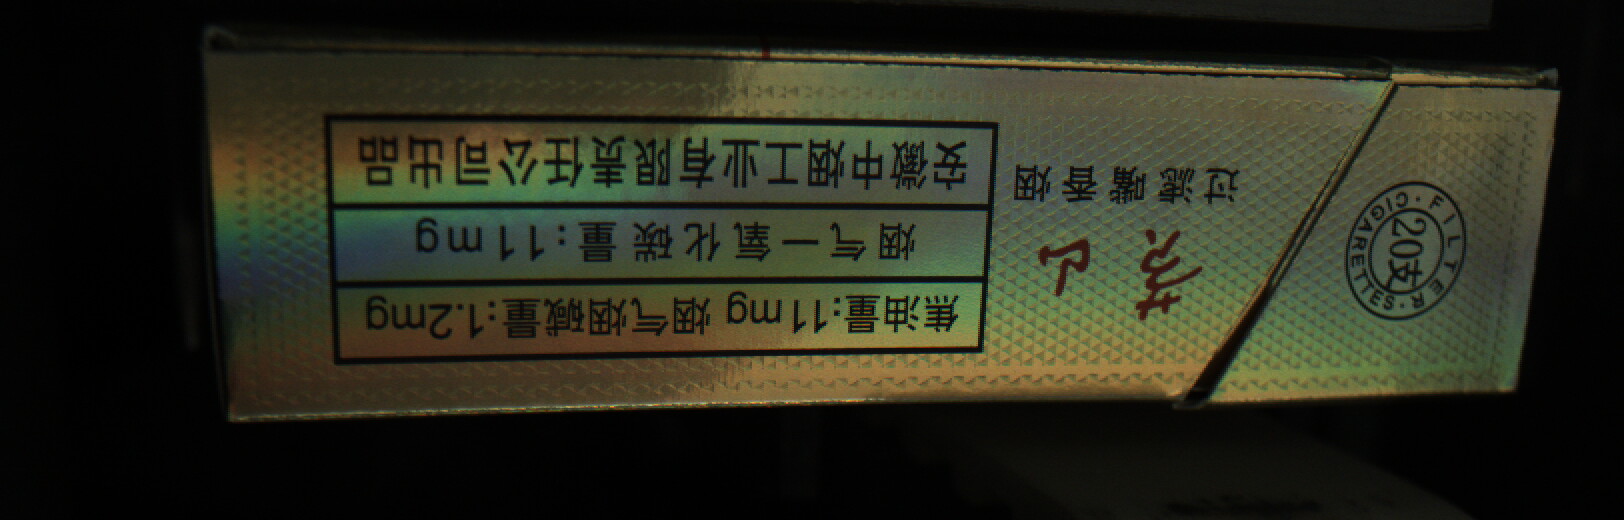 焦油量:11mg 烟气烟碱量:1.2mg
烟气一氧化碳量:11mg
安徽中烟工业有限责任公司出品
黄山
过滤嘴香烟
FILTER
20支
CIGARETTES